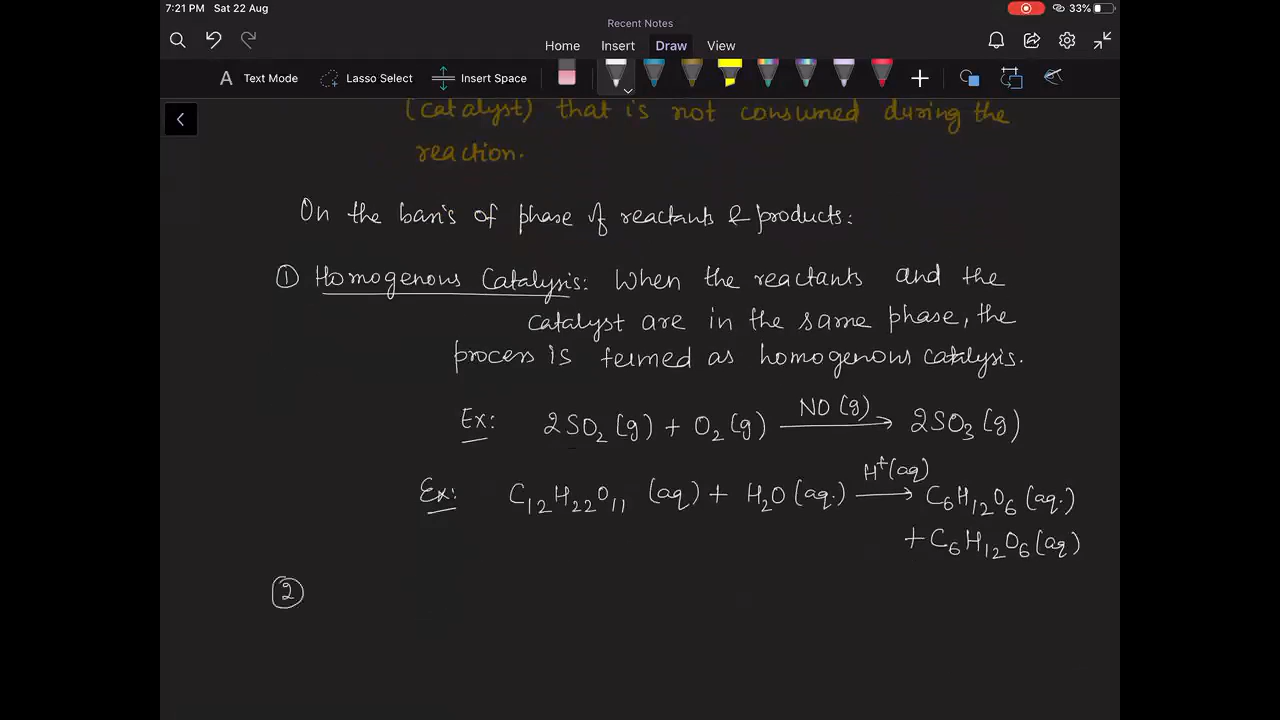 7:21 PM Sat 22 Aug
33%
Recent Notes
Home Insert Draw View
Text Mode Lasso Select Insert Space
(catalyst) that is not consumed during the
reaction.
On the basis of phase of reactants & products:
① Homogenous Catalysis: When the reactants and the
catalyst are in the same phase, the
process is termed as homogenous catalysis.
Ex: 2SO₂(g) + O₂(g) NO(g)→ 2SO₃(g)
Ex: C₁₂H₂₂O₁₁ (aq) + H₂O(aq.) H⁺(aq)→ C₆H₁₂O₆(aq.)
+ C₆H₁₂O₆(aq)
②